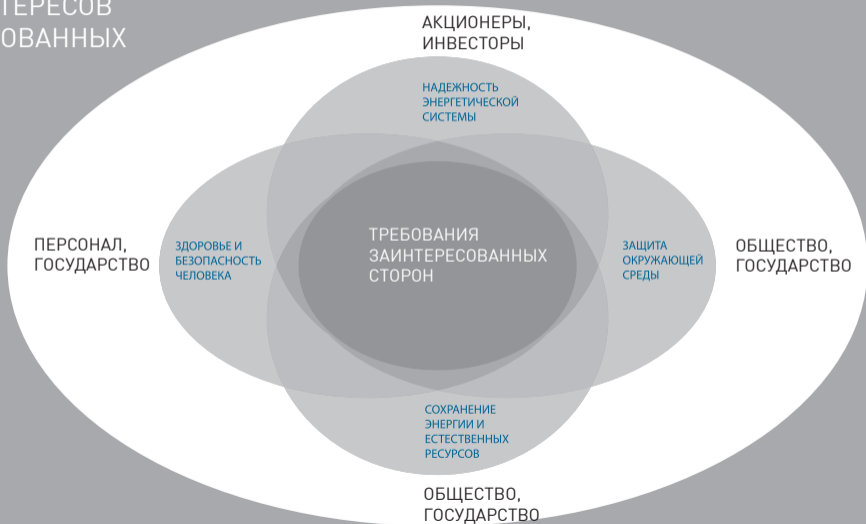 ТЕРЕСОВ
ОВАННЫХ
АКЦИОНЕРЫ,
ИНВЕСТОРЫ
НАДЕЖНОСТЬ
ЭНЕРГЕТИЧЕСКОЙ
СИСТЕМЫ
ПЕРСОНАЛ,
ГОСУДАРСТВО
ЗДОРОВЬЕ И
БЕЗОПАСНОСТЬ
ЧЕЛОВЕКА
ТРЕБОВАНИЯ
ЗАИНТЕРЕСОВАННЫХ
СТОРОН
ЗАЩИТА
ОКРУЖАЮЩЕЙ
СРЕДЫ
ОБЩЕСТВО,
ГОСУДАРСТВО
СОХРАНЕНИЕ
ЭНЕРГИИ И
ЕСТЕСТВЕННЫХ
РЕСУРСОВ
ОБЩЕСТВО,
ГОСУДАРСТВО